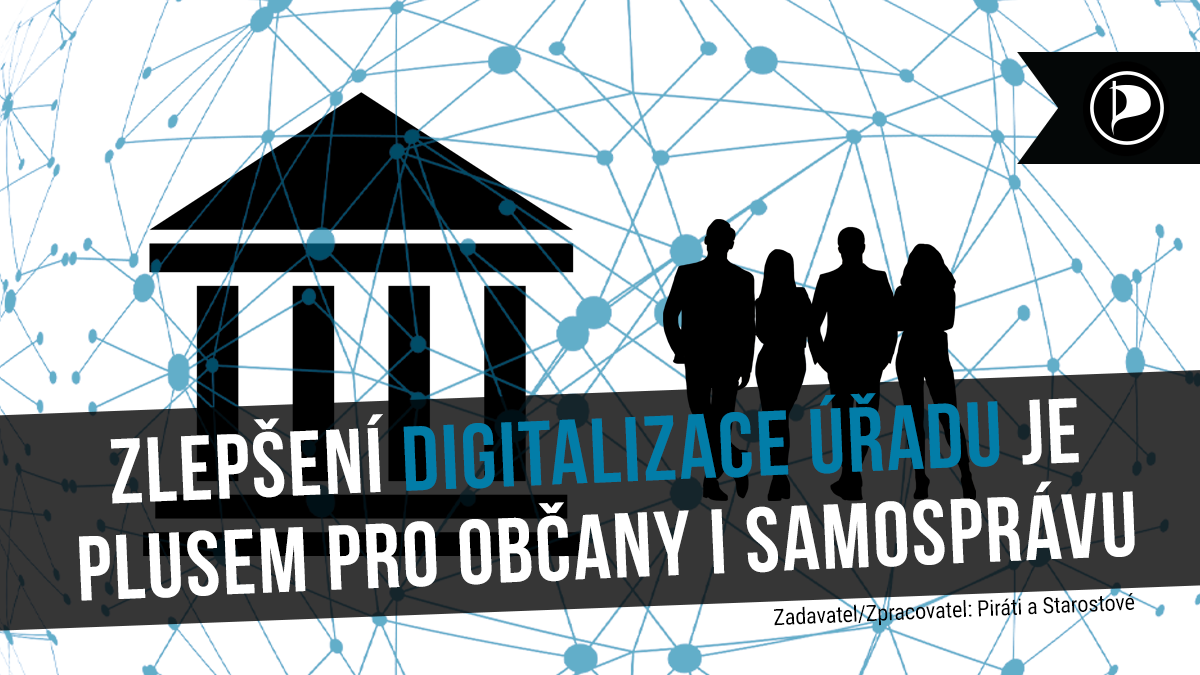 ZLEPŠENÍ DIGITALIZACE ÚŘADU JE
PLUSEM PRO OBČANY I SAMOSPRÁVU
Zadavatel/Zpracovatel: Piráti a Starostové